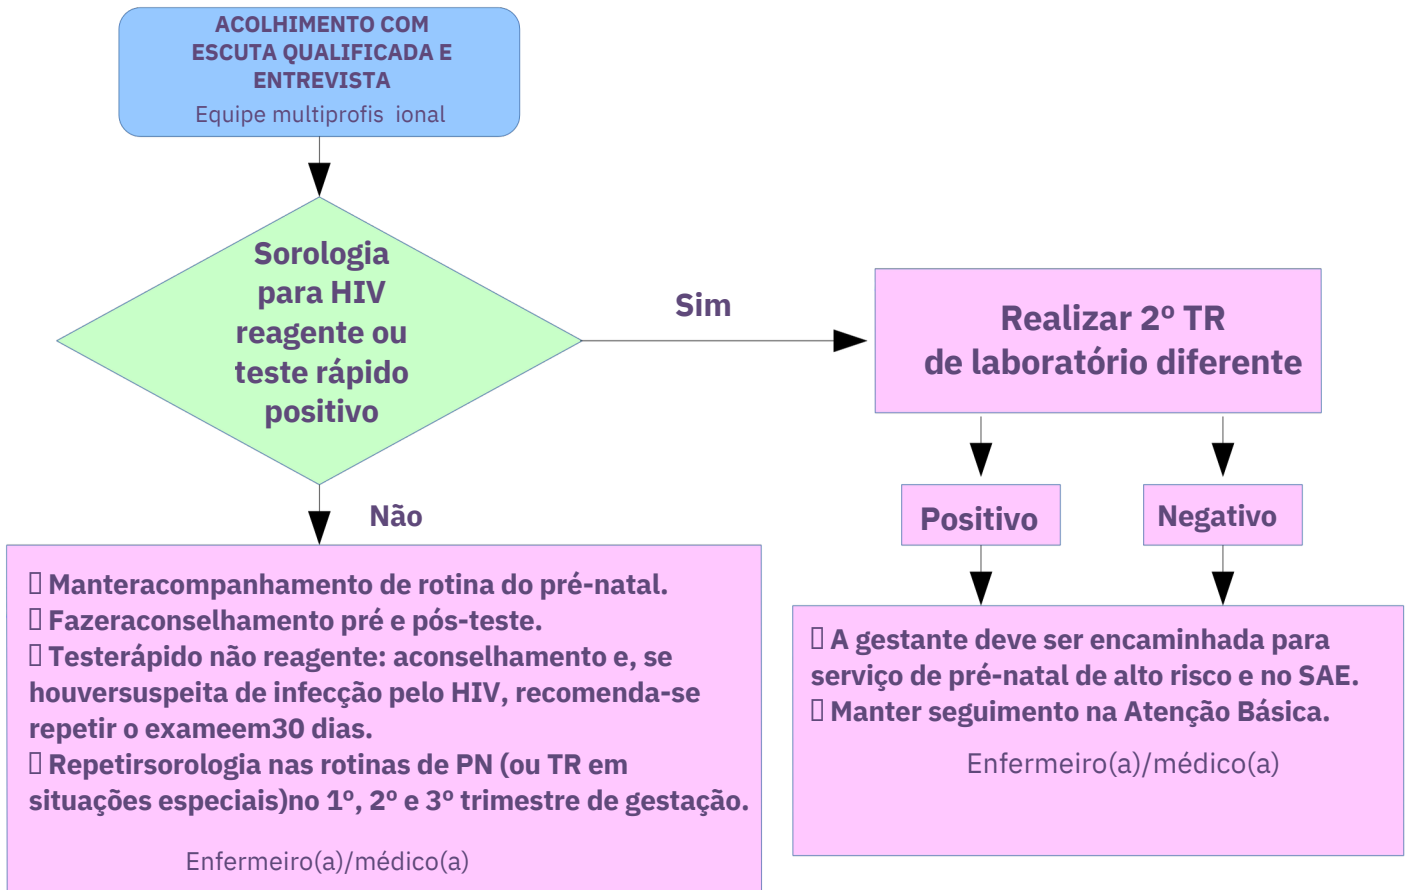 ACOLHIMENTO COM
ESCUTA QUALIFICADA E
ENTREVISTA
Equipe multiprofis ional
Sorologia
para HIV
reagente ou
teste rápido
positivo
Sim
Realizar 2º TR
de laboratório diferente
Não
Positivo
Negativo
▯ Manteracompanhamento de rotina do pré-natal.
▯ Fazeraconselhamento pré e pós-teste.
▯ Testerápido não reagente: aconselhamento e, se
houversuspeita de infecção pelo HIV, recomenda-se
repetir o exameem30 dias.
▯ Repetirsorologia nas rotinas de PN (ou TR em
situações especiais)no 1º, 2º e 3º trimestre de gestação.
Enfermeiro(a)/médico(a)
▯ A gestante deve ser encaminhada para
serviço de pré-natal de alto risco e no SAE.
▯ Manter seguimento na Atenção Básica.
Enfermeiro(a)/médico(a)